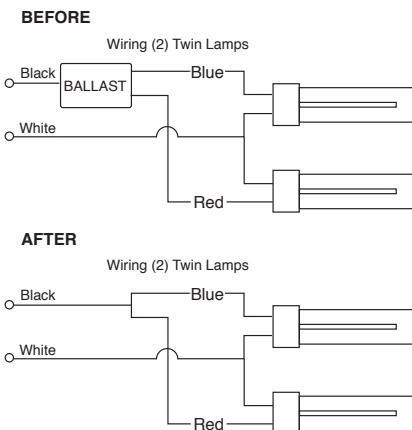 BEFORE
Wiring (2) Twin Lamps
Black
BALLAST
Blue
White
Red
AFTER
Wiring (2) Twin Lamps
Black
Blue
White
Red